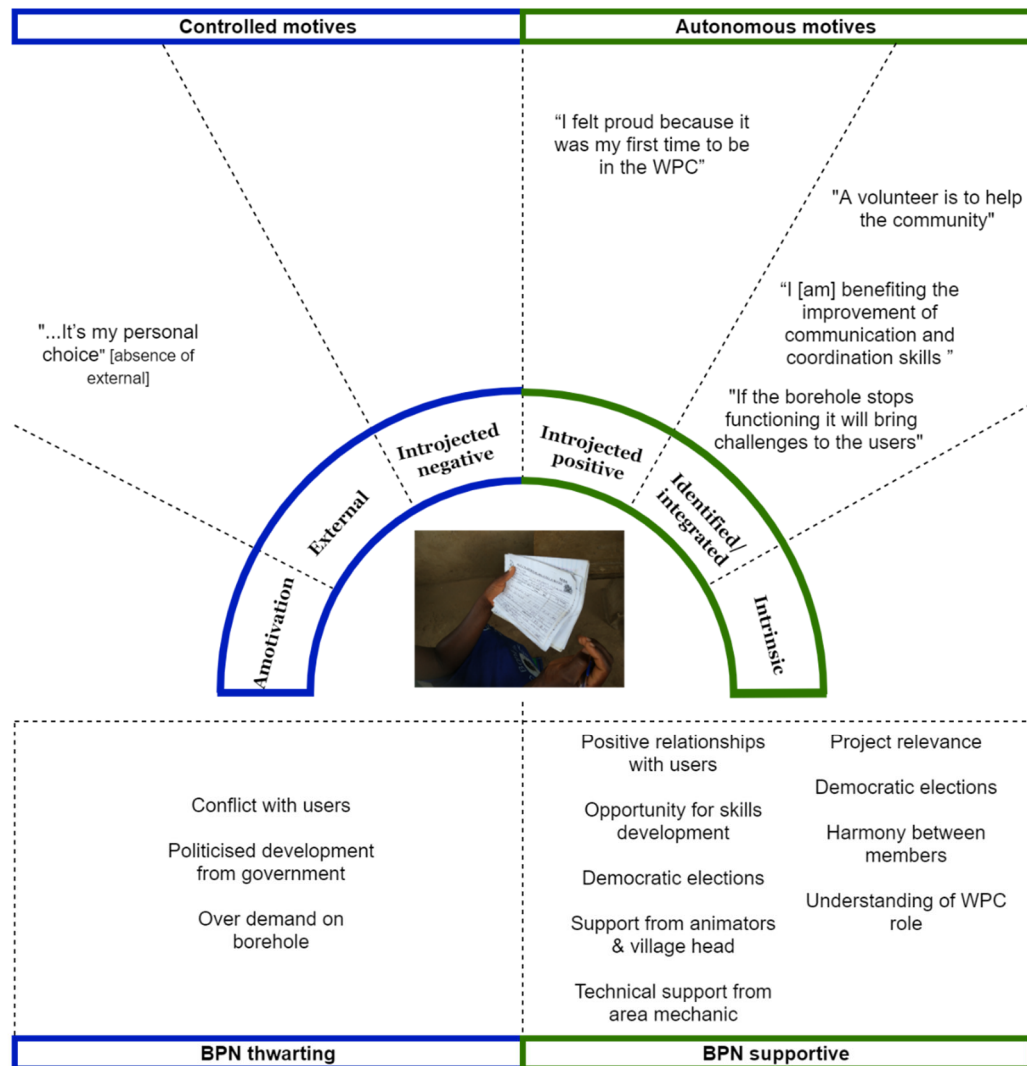 Controlled motives
Autonomous motives
“I felt proud because it
was my first time to be
in the WPC”
"A volunteer is to help
the community"
“I [am] benefiting the
improvement of
communication and
coordination skills ”
"...It’s my personal
choice" [absence of
external]
"If the borehole stops
functioning it will bring
challenges to the users"
Amotivation
External
Introjected
negative
Introjected
positive
Identified/
integrated
Intrinsic
Conflict with users
Politicised development
from government
Over demand on
borehole
Positive relationships
with users
Opportunity for skills
development
Democratic elections
Support from animators
& village head
Technical support from
area mechanic
Project relevance
Democratic elections
Harmony between
members
Understanding of WPC
role
BPN thwarting
BPN supportive